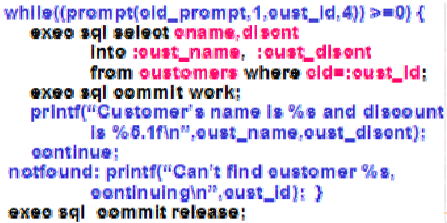 while((prompt(cid_prompt,1,cust_id,4)) >=0) {
exec sql select cname,discnt
into :cust_name, :cust_discnt
from customers where cid=:cust_id;
exec sql commit work;
printf("Customer's name is %s and discount
is %5.1f\n",cust_name,cust_discnt);
continue;
notfound: printf("Can't find customer %s,
continuing\n",cust_id); }
exec sql commit release;